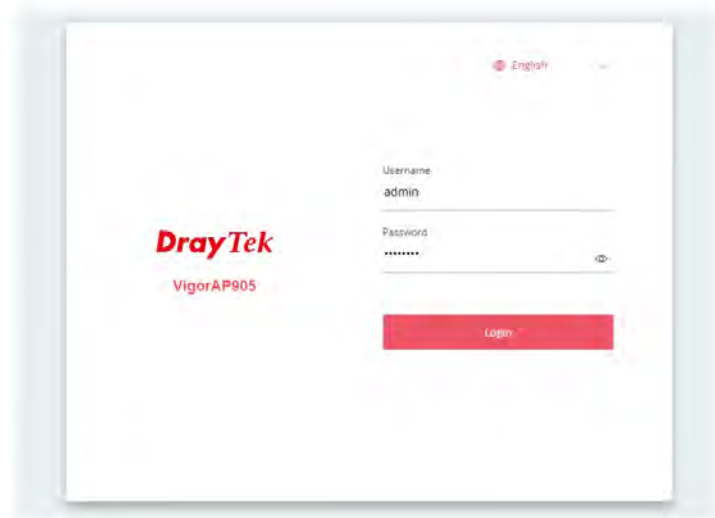 English
Username
admin
Password
••••••••
DrayTek
VigorAP905
Login